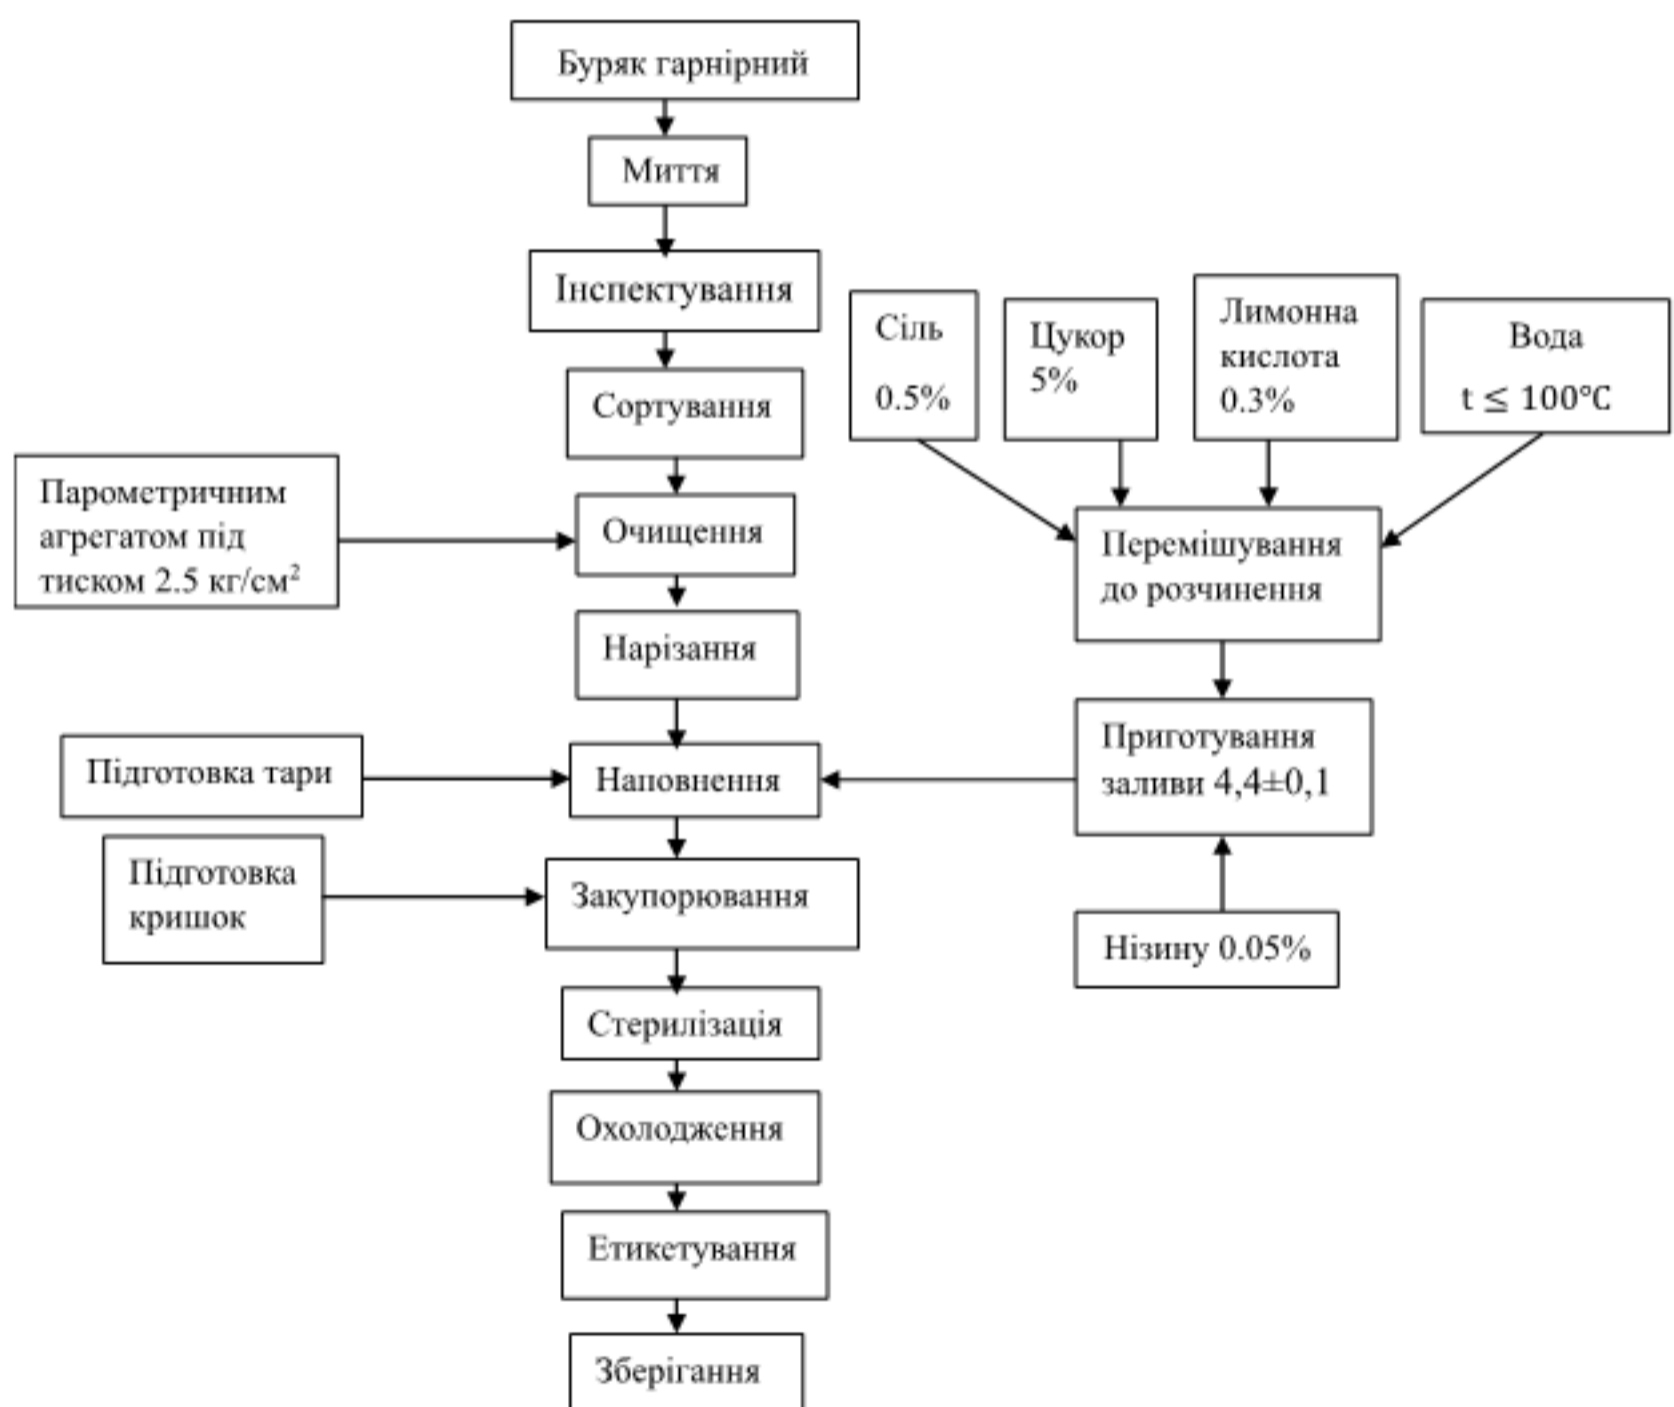 Буряк гарнірний
Миття
Інспектування
Сортування
Сіль
0.5%
Цукор
5%
Лимонна
кислота
0.3%
Вода
t ≤ 100℃
Парометричним
агрегатом під
тиском 2.5 кг/см²
Очищення
Перемішування
до розчинення
Нарізання
Підготовка тари
Наповнення
Приготування
заливи 4,4±0,1
Підготовка
кришок
Закупорювання
Нізину 0.05%
Стерилізація
Охолодження
Етикетування
Зберігання